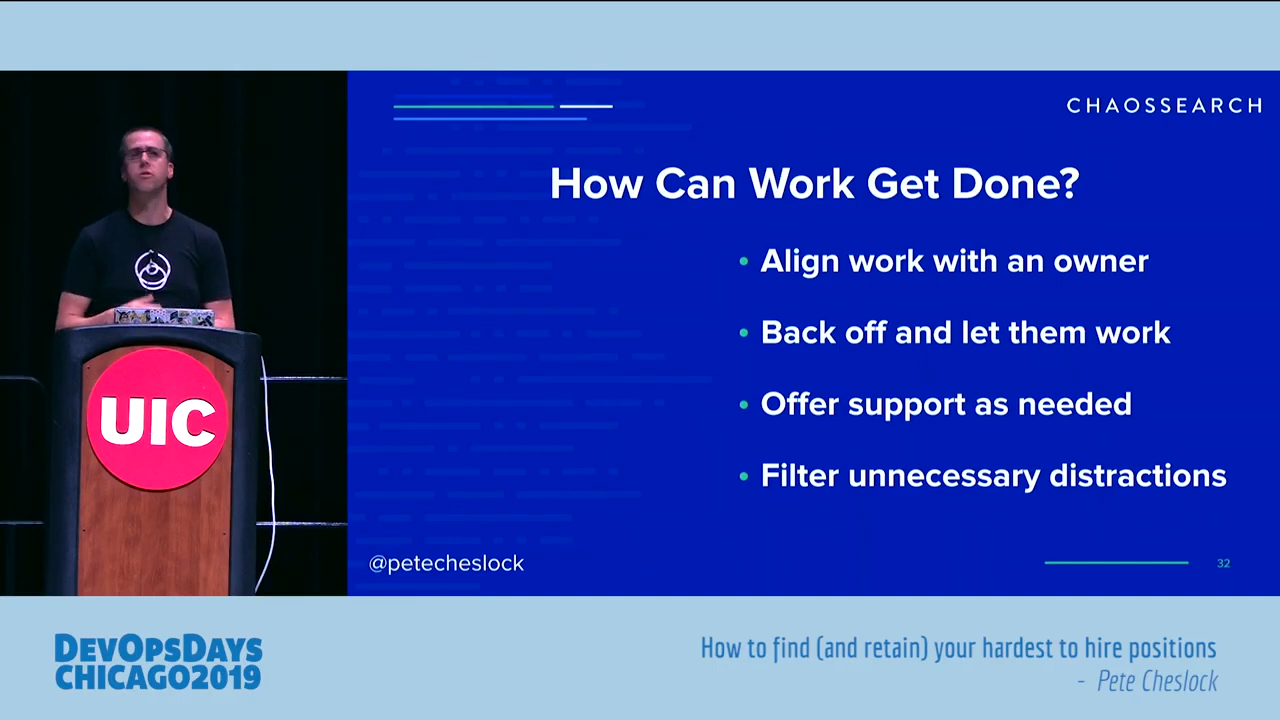 CHAOSSEARCH
How Can Work Get Done?
• Align work with an owner
• Back off and let them work
• Offer support as needed
• Filter unnecessary distractions
@petecheslock
32
UIC
DEVOPSDAYS
CHICAGO2019
How to find (and retain) your hardest to hire positions
- Pete Cheslock